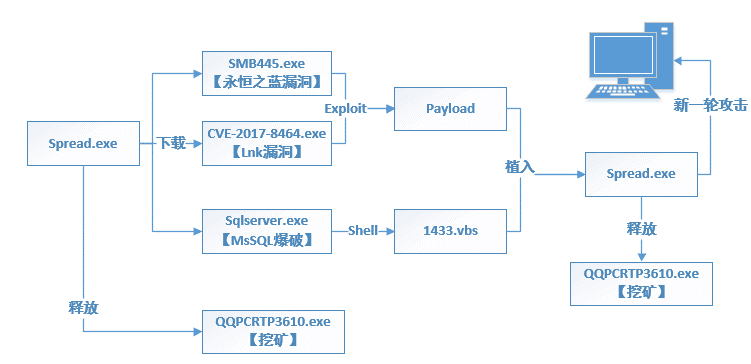 SMB445.exe
【永恒之蓝漏洞】
新一轮攻击
Exploit
Payload
Spread.exe
下载
CVE-2017-8464.exe
【Lnk漏洞】
植入
Spread.exe
Sqlserver.exe
【MsSQL爆破】
Shell
1433.vbs
释放
QQPCRTP3610.exe
【挖矿】
释放
QQPCRTP3610.exe
【挖矿】